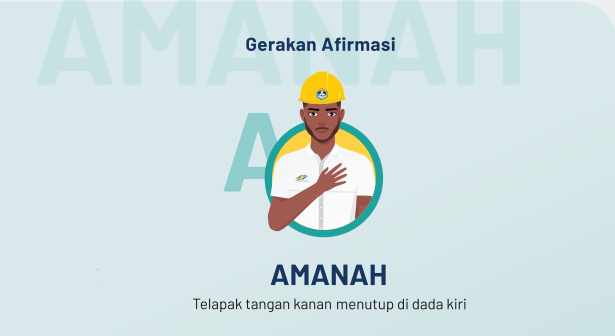 AMANAH
Gerakan Afirmasi
A
AMANAH
Telapak tangan kanan menutup di dada kiri